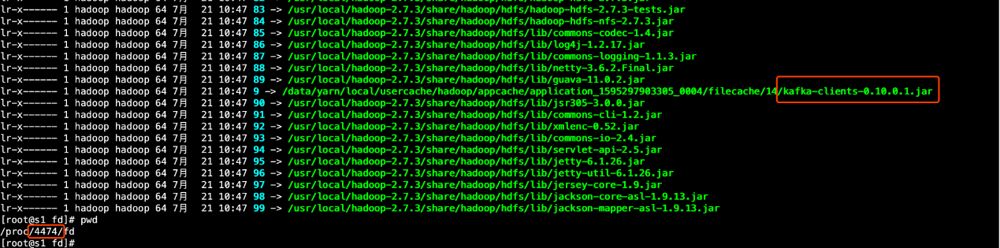 lr-x------ 1 hadoop hadoop 64 7月  21 10:47 83 -> /usr/local/hadoop-2.7.3/share/hadoop/hdfs/hadoop-hdfs-2.7.3-tests.jar
lr-x------ 1 hadoop hadoop 64 7月  21 10:47 84 -> /usr/local/hadoop-2.7.3/share/hadoop/hdfs/hadoop-hdfs-nfs-2.7.3.jar
lr-x------ 1 hadoop hadoop 64 7月  21 10:47 85 -> /usr/local/hadoop-2.7.3/share/hadoop/hdfs/lib/commons-codec-1.4.jar
lr-x------ 1 hadoop hadoop 64 7月  21 10:47 86 -> /usr/local/hadoop-2.7.3/share/hadoop/hdfs/lib/log4j-1.2.17.jar
lr-x------ 1 hadoop hadoop 64 7月  21 10:47 87 -> /usr/local/hadoop-2.7.3/share/hadoop/hdfs/lib/commons-logging-1.1.3.jar
lr-x------ 1 hadoop hadoop 64 7月  21 10:47 88 -> /usr/local/hadoop-2.7.3/share/hadoop/hdfs/lib/netty-3.6.2.Final.jar
lr-x------ 1 hadoop hadoop 64 7月  21 10:47 89 -> /usr/local/hadoop-2.7.3/share/hadoop/hdfs/lib/guava-11.0.2.jar
lr-x------ 1 hadoop hadoop 64 7月  21 10:47 9 -> /data/yarn/local/usercache/hadoop/appcache/application_1595297903305_0004/filecache/14/kafka-clients-0.10.0.1.jar
lr-x------ 1 hadoop hadoop 64 7月  21 10:47 90 -> /usr/local/hadoop-2.7.3/share/hadoop/hdfs/lib/jsr305-3.0.0.jar
lr-x------ 1 hadoop hadoop 64 7月  21 10:47 91 -> /usr/local/hadoop-2.7.3/share/hadoop/hdfs/lib/commons-cli-1.2.jar
lr-x------ 1 hadoop hadoop 64 7月  21 10:47 92 -> /usr/local/hadoop-2.7.3/share/hadoop/hdfs/lib/xmlenc-0.52.jar
lr-x------ 1 hadoop hadoop 64 7月  21 10:47 93 -> /usr/local/hadoop-2.7.3/share/hadoop/hdfs/lib/commons-io-2.4.jar
lr-x------ 1 hadoop hadoop 64 7月  21 10:47 94 -> /usr/local/hadoop-2.7.3/share/hadoop/hdfs/lib/servlet-api-2.5.jar
lr-x------ 1 hadoop hadoop 64 7月  21 10:47 95 -> /usr/local/hadoop-2.7.3/share/hadoop/hdfs/lib/jetty-6.1.26.jar
lr-x------ 1 hadoop hadoop 64 7月  21 10:47 96 -> /usr/local/hadoop-2.7.3/share/hadoop/hdfs/lib/jetty-util-6.1.26.jar
lr-x------ 1 hadoop hadoop 64 7月  21 10:47 97 -> /usr/local/hadoop-2.7.3/share/hadoop/hdfs/lib/jersey-core-1.9.jar
lr-x------ 1 hadoop hadoop 64 7月  21 10:47 98 -> /usr/local/hadoop-2.7.3/share/hadoop/hdfs/lib/jackson-core-asl-1.9.13.jar
lr-x------ 1 hadoop hadoop 64 7月  21 10:47 99 -> /usr/local/hadoop-2.7.3/share/hadoop/hdfs/lib/jackson-mapper-asl-1.9.13.jar
[root@s1 fd]# pwd
/proc/4474/fd
[root@s1 fd]#